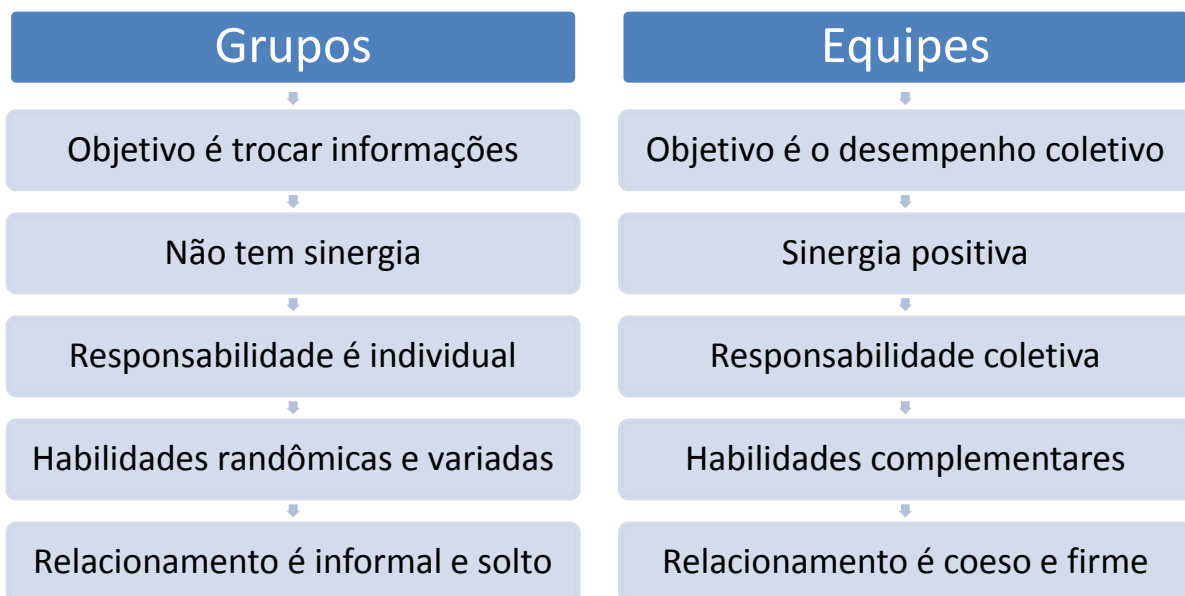 Grupos
Objetivo é trocar informações
Não tem sinergia
Responsabilidade é individual
Habilidades randômicas e variadas
Relacionamento é informal e solto
Equipes
Objetivo é o desempenho coletivo
Sinergia positiva
Responsabilidade coletiva
Habilidades complementares
Relacionamento é coeso e firme